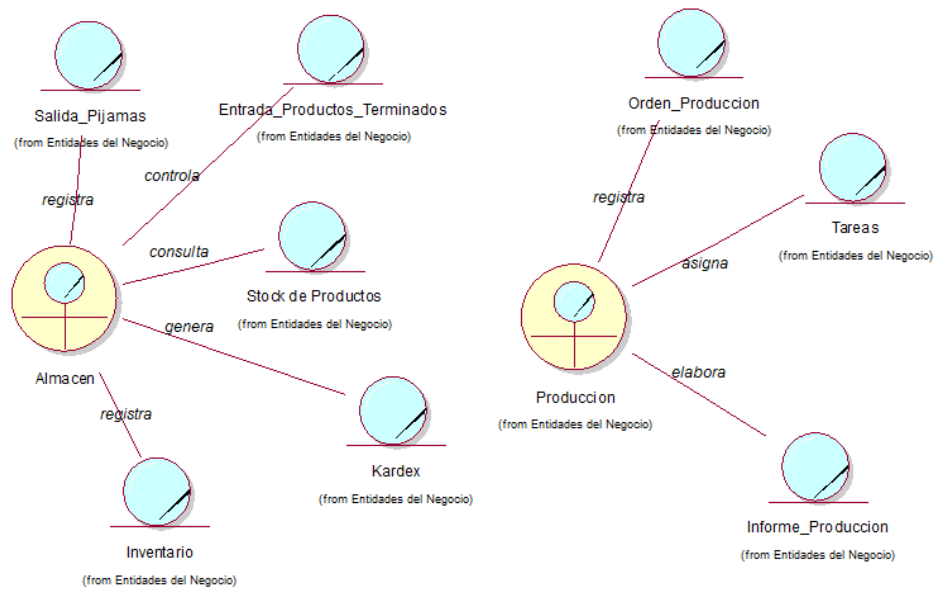 Salida_Pijamas
(from Entidades del Negocio)
Entrada_Productos_Terminados
(from Entidades del Negocio)
controla
registra
consulta
Stock de Productos
(from Entidades del Negocio)
genera
Almacen
registra
Kardex
(from Entidades del Negocio)
Inventario
(from Entidades del Negocio)
Orden_Produccion
(from Entidades del Negocio)
registra
Tareas
(from Entidades del Negocio)
asigna
elabora
Produccion
(from Entidades del Negocio)
Informe_Produccion
(from Entidades del Negocio)